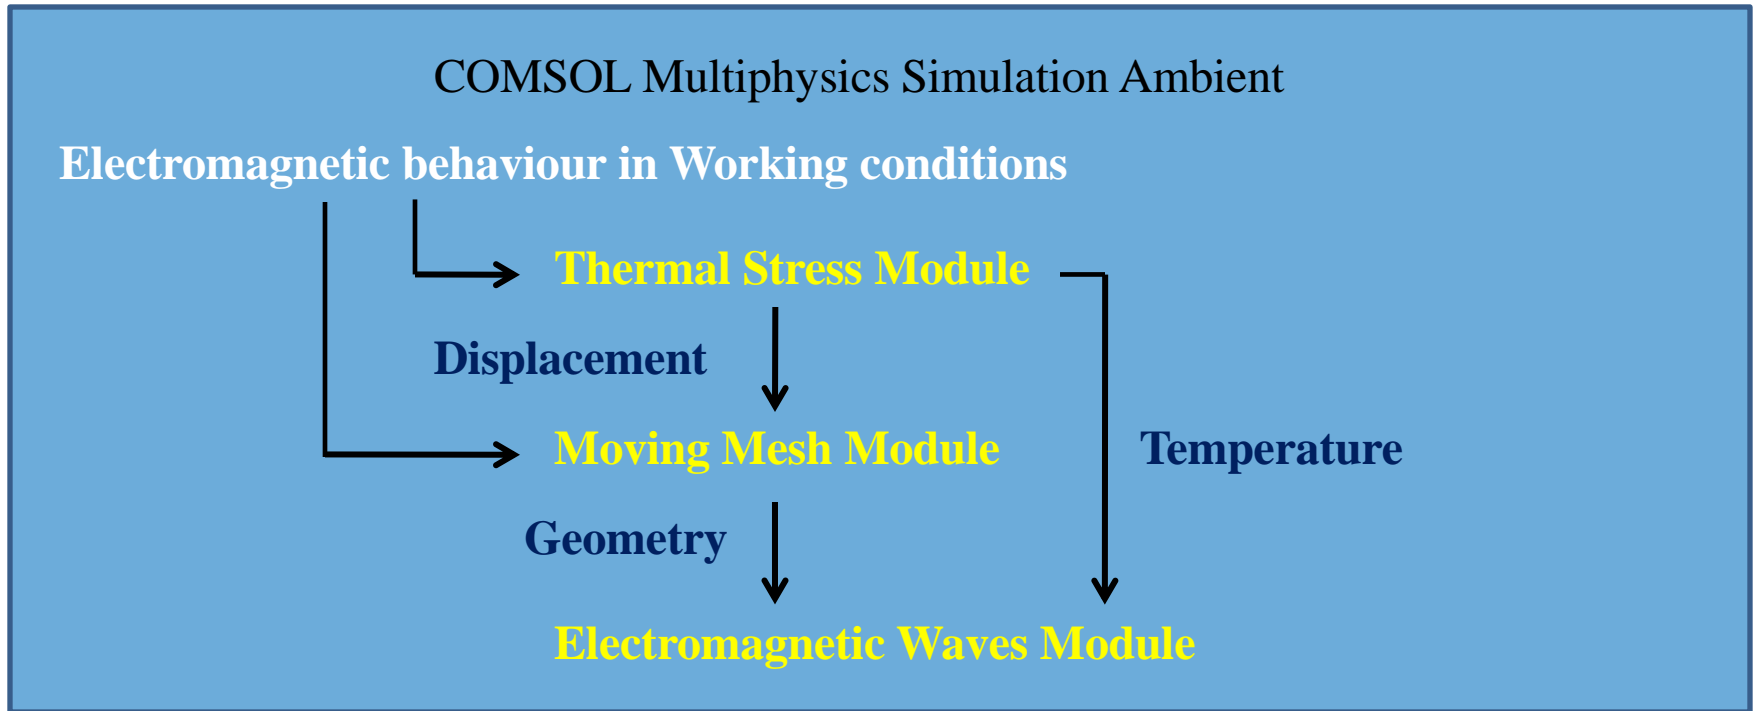 COMSOL Multiphysics Simulation Ambient
Electromagnetic behaviour in Working conditions
Thermal Stress Module
Displacement
Moving Mesh Module
Temperature
Geometry
Electromagnetic Waves Module